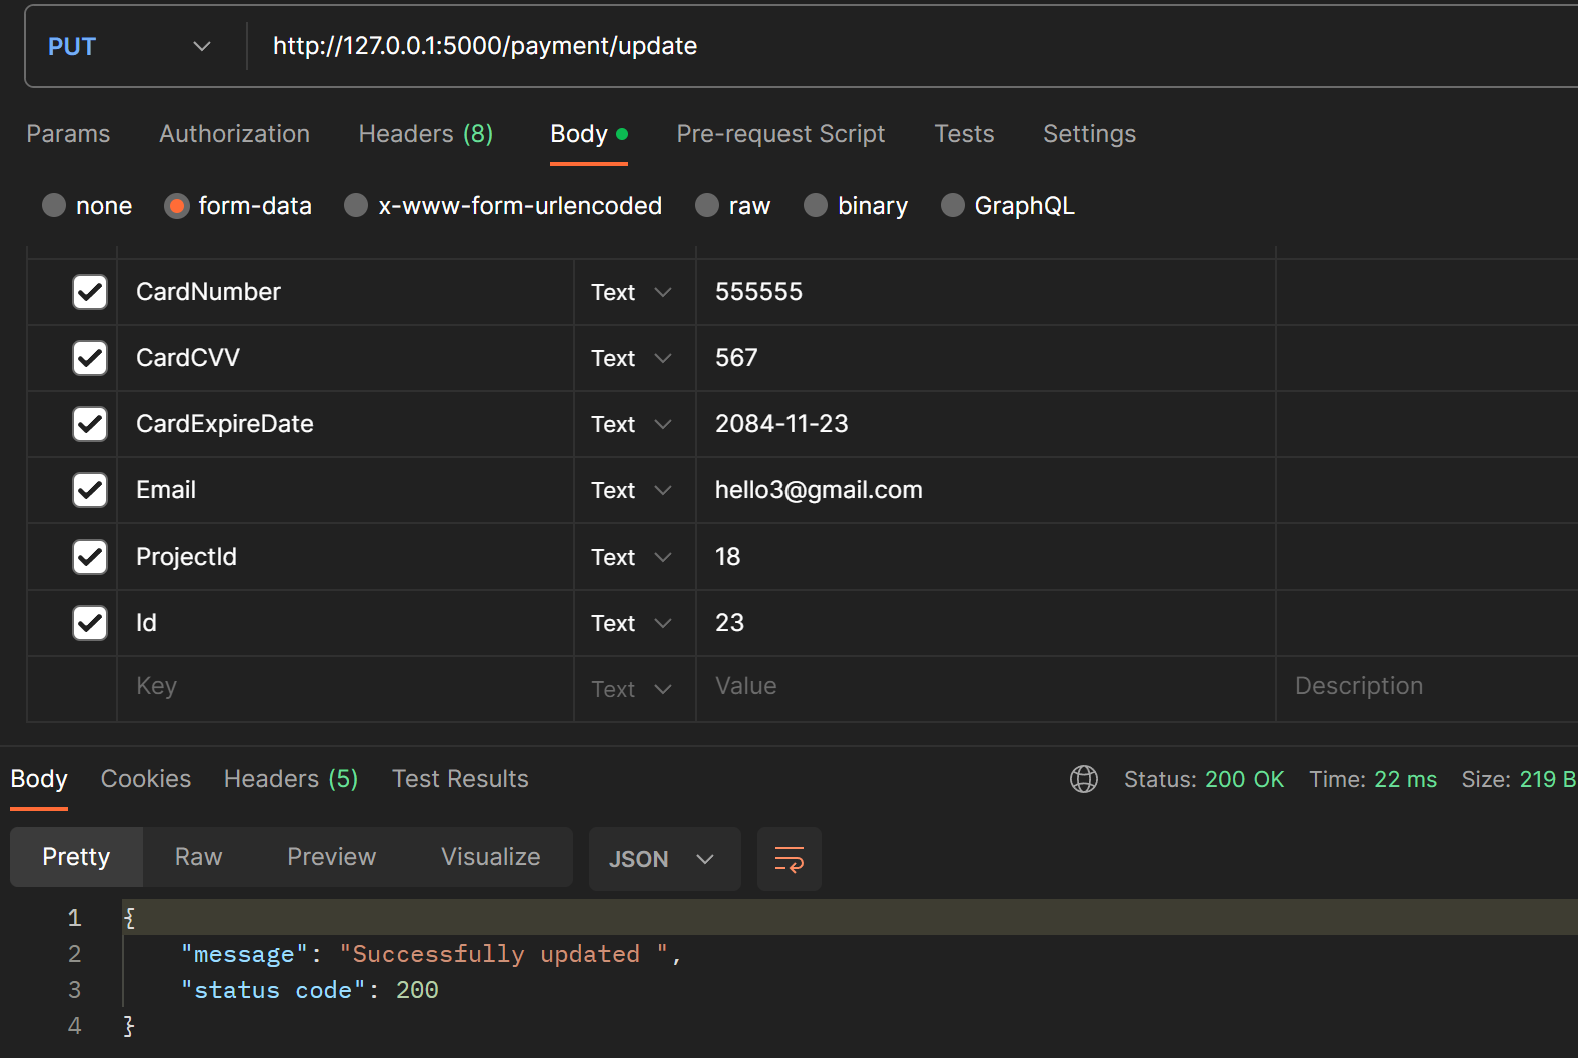 PUT http://127.0.0.1:5000/payment/update
Params Authorization Headers (8) Body Pre-request Script Tests Settings
none form-data x-www-form-urlencoded raw binary GraphQL
CardNumber Text 555555
CardCVV Text 567
CardExpireDate Text 2084-11-23
Email Text hello3@gmail.com
ProjectId Text 18
Id Text 23
Key Text Value Description
Body Cookies Headers (5) Test Results Status: 200 OK Time: 22 ms Size: 219 B
Pretty Raw Preview Visualize JSON
1 {
2 "message": "Successfully updated ",
3 "status code": 200
4 }